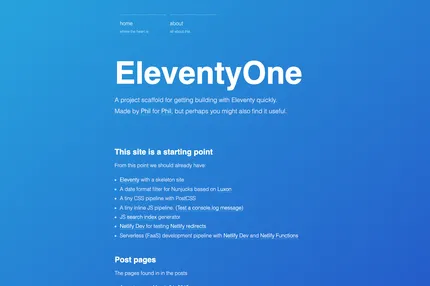 home about
all about this
EleventyOne
A project scaffold for getting building with Eleventy quickly.
Made by Phil for Phil, but perhaps you might also find it useful.
This site is a starting point
From this point we should already have:
Eleventy with a skeleton site
A date format filter for Nunjucks based on Luxon
A tiny CSS pipeline with PostCSS
A tiny inline JS pipeline. (Test a console.log message)
JS search index generator
Netlify Dev for testing Netlify redirects
Serverless (FaaS) development pipeline with Netlify Dev and Netlify Functions
Post pages
The pages found in in the posts